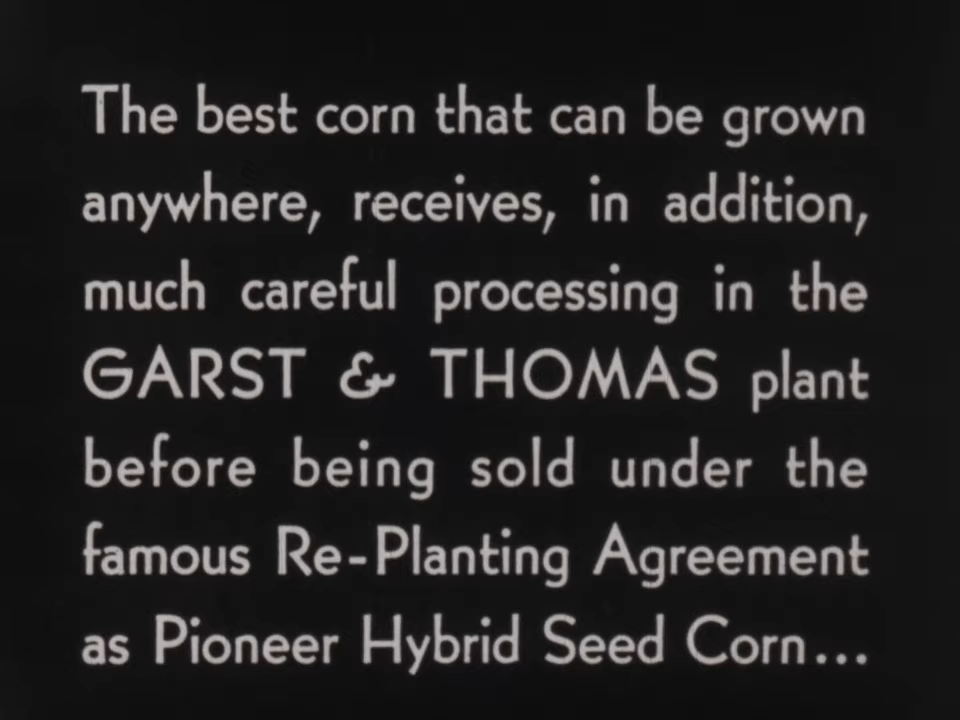 The best corn that can be grown
anywhere, receives, in addition,
much careful processing in the
GARST & THOMAS plant
before being sold under the
famous Re-Planting Agreement
as Pioneer Hybrid Seed Corn...